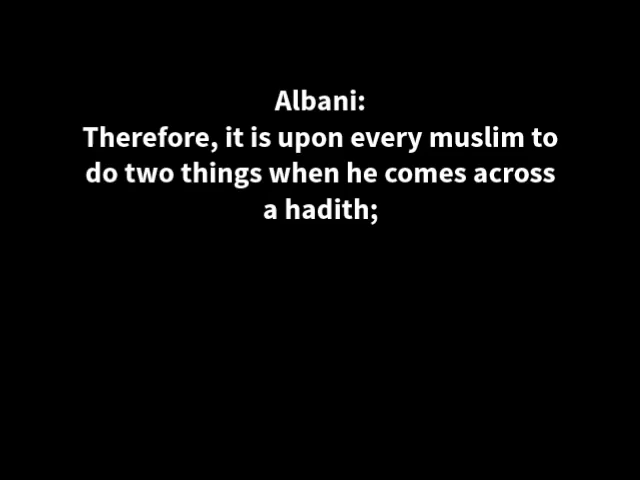 Albani:
Therefore, it is upon every muslim to
do two things when he comes across
a hadith;